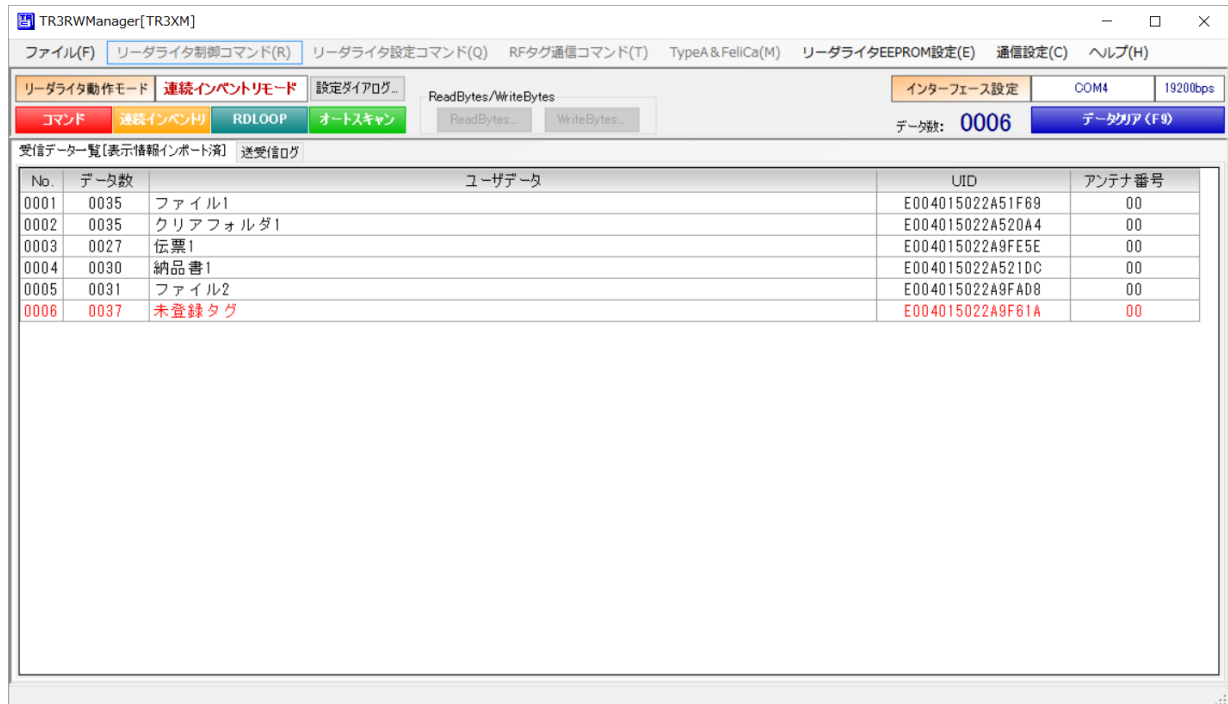 TR3RWManager[TR3XM]
ファイル(F) リーダライタ制御コマンド(R) リーダライタ設定コマンド(Q) RFタグ通信コマンド(T) TypeA&FeliCa(M) リーダライタEEPROM設定(E) 通信設定(C) ヘルプ(H)
リーダライタ動作モード 連続インベントリモード 設定ダイアログ... インターフェース設定 COM4 19200bps
ReadBytes/WriteBytes
コマンド 連続インベントリ RDLOOP オートスキャン ReadBytes... WriteBytes... データ数: 0006 データクリア(F9)
受信データ一覧[表示情報インポート済] 送受信ログ
No. データ数 ユーザデータ UID アンテナ番号
0001 0035 ファイル1 E004015022A51F69 00
0002 0035 クリアフォルダ1 E004015022A520A4 00
0003 0027 伝票1 E004015022A9FE5E 00
0004 0030 納品書1 E004015022A521DC 00
0005 0031 ファイル2 E004015022A9FAD8 00
0006 0037 未登録タグ E004015022A9F61A 00